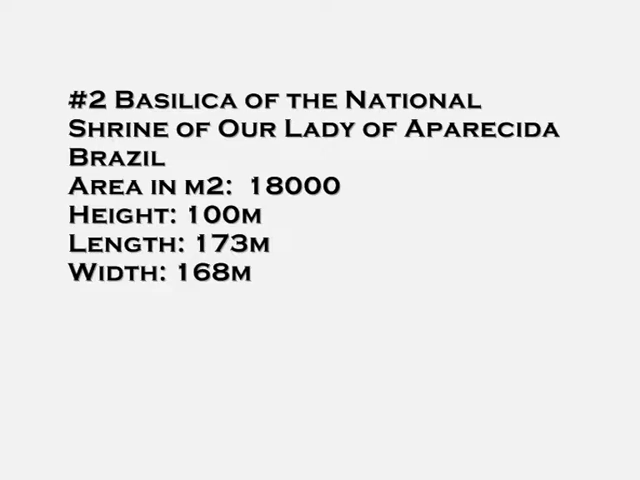 #2 Basilica of the National
Shrine of Our Lady of Aparecida
Brazil
Area in m2:  18000
Height: 100m
Length: 173m
Width: 168m